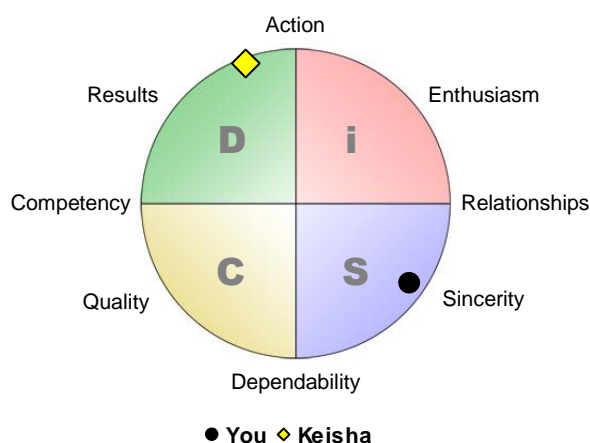 Action
Results
Enthusiasm
D
i
Competency
Relationships
C
S
Quality
Sincerity
Dependability
You Keisha